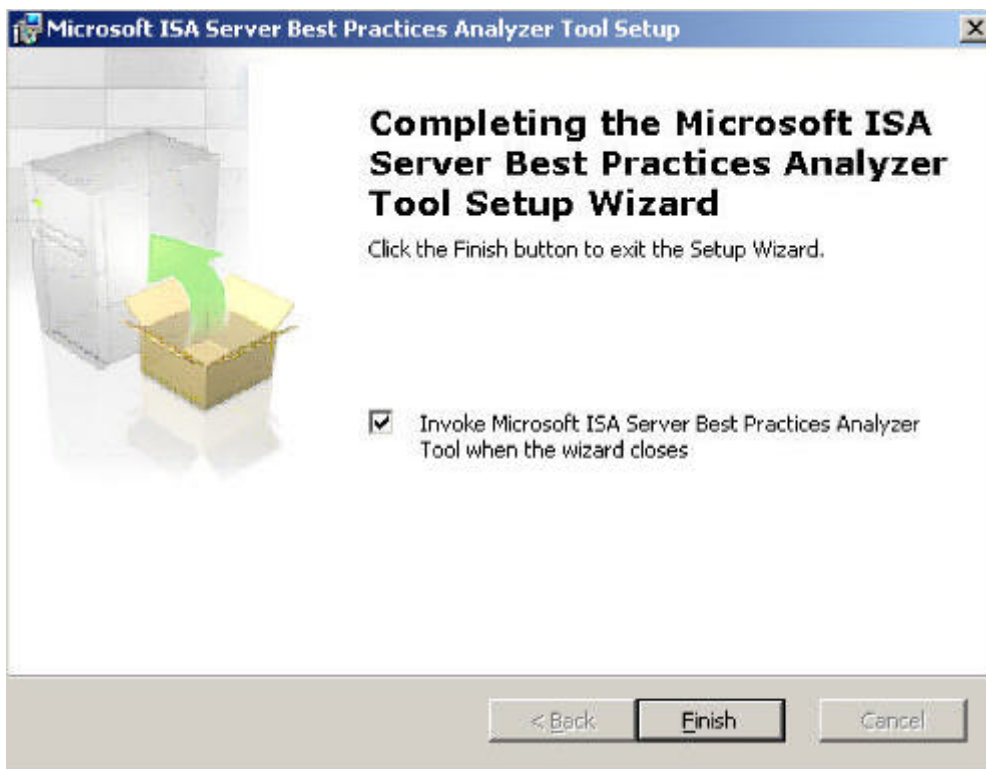 Microsoft ISA Server Best Practices Analyzer Tool Setup
Completing the Microsoft ISA
Server Best Practices Analyzer
Tool Setup Wizard
Click the Finish button to exit the Setup Wizard.
Invoke Microsoft ISA Server Best Practices Analyzer
Tool when the wizard closes
< Back
Finish
Cancel